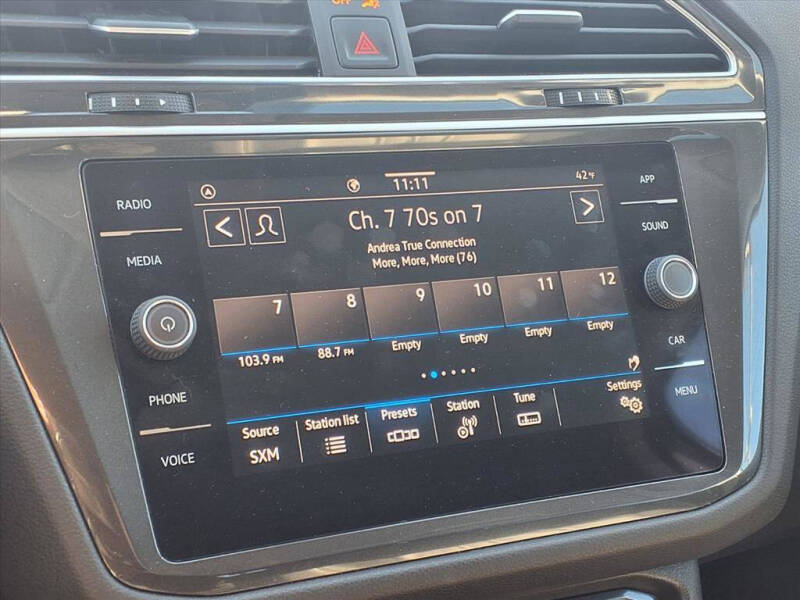 OFF
11:11
42°F
RADIO
APP
Ch. 7 70s on 7
SOUND
Andrea True Connection
MEDIA
More, More, More (76)
7 8 9 10 11 12
103.9 FM 88.7 FM Empty Empty Empty Empty
CAR
PHONE
Settings
MENU
Source Station list Presets Station Tune
SXM
VOICE